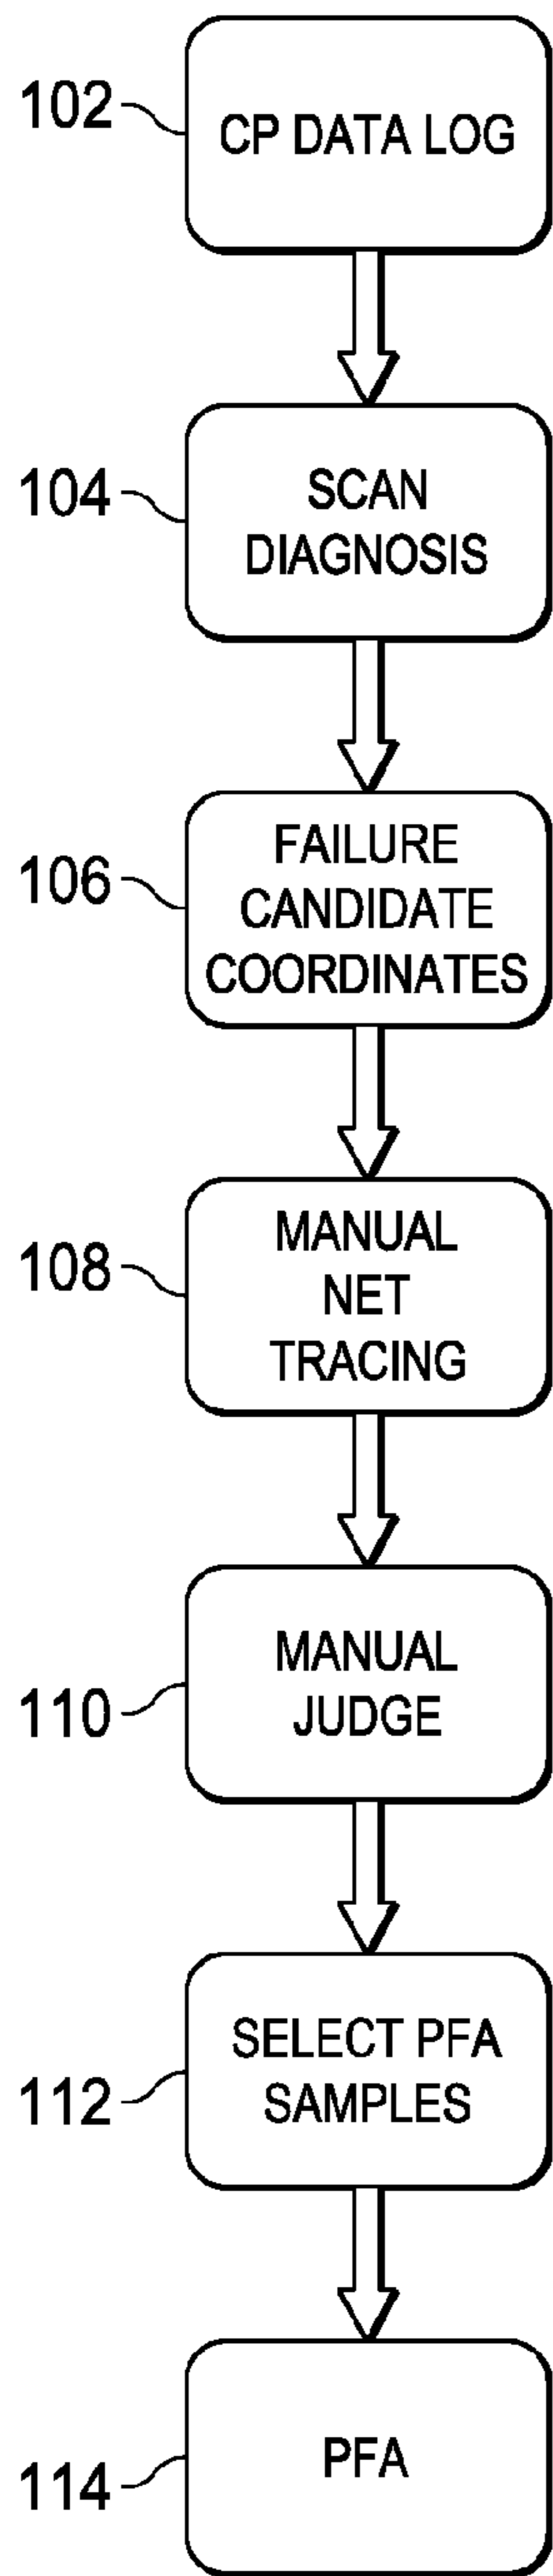 102
CP DATA LOG
104
SCAN
DIAGNOSIS
106
FAILURE
CANDIDATE
COORDINATES
108
MANUAL
NET
TRACING
110
MANUAL
JUDGE
112
SELECT PFA
SAMPLES
114
PFA